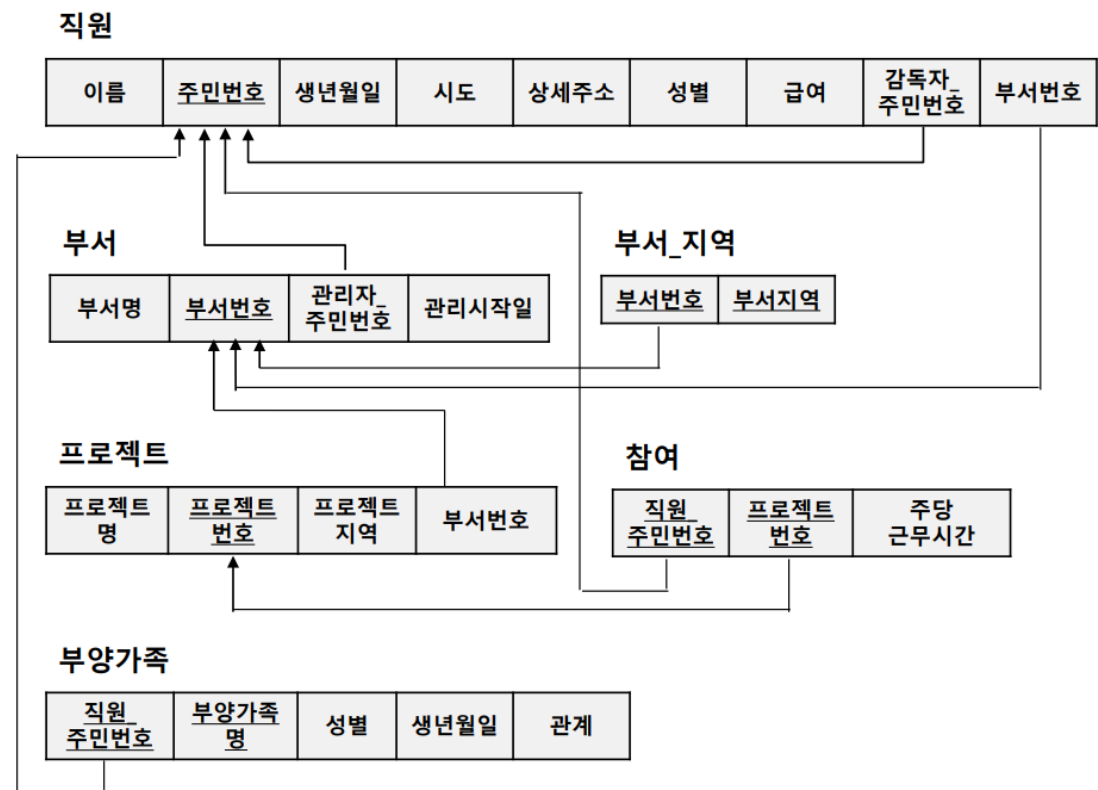 직원
이름 주민번호 생년월일 시도 상세주소 성별 급여 감독자_ 부서번호
주민번호
부서
부서_지역
부서명 부서번호 관리자_ 관리시작일
주민번호
부서번호 부서지역
프로젝트
참여
프로젝트 프로젝트 프로젝트 부서번호
명 번호 지역
직원_ 프로젝트 주당
주민번호 번호 근무시간
부양가족
직원_ 부양가족 성별 생년월일 관계
주민번호 명